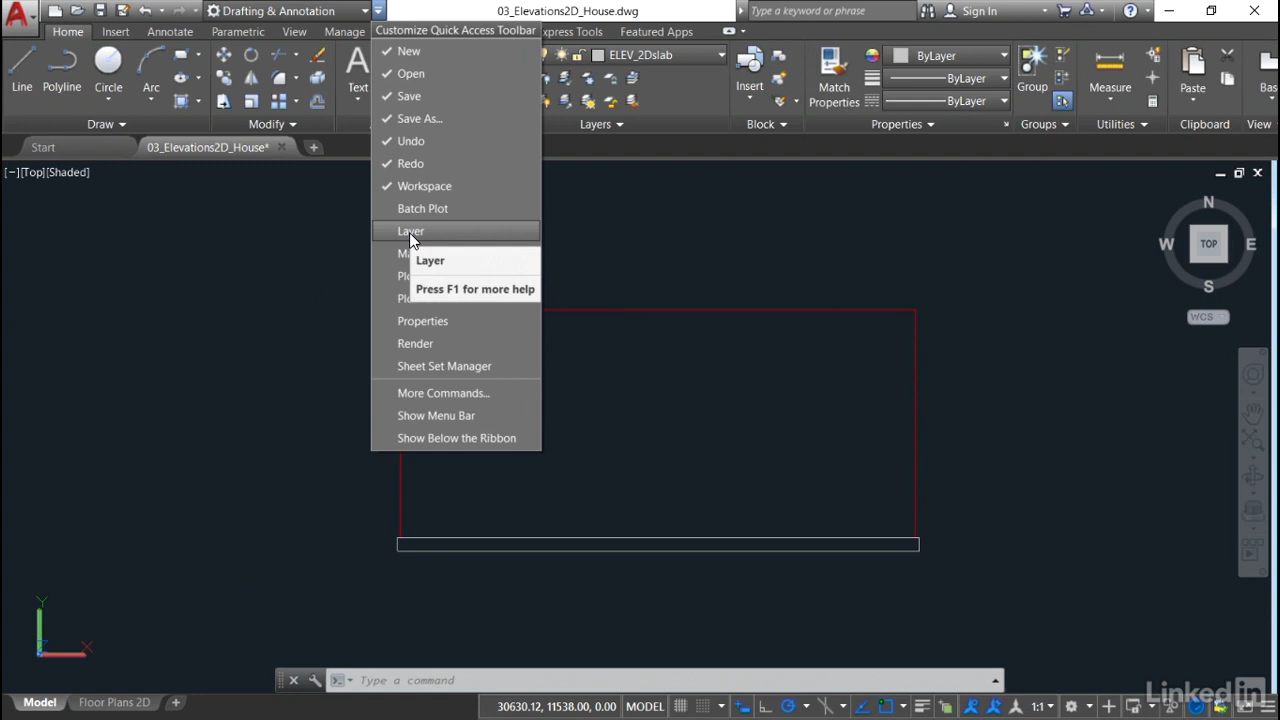 Drafting & Annotation
03_Elevations2D_House.dwg
Type a keyword or phrase
Sign In
Home
Insert
Annotate
Parametric
View
Manage
Customize Quick Access Toolbar
xpress Tools
Featured Apps
New
Open
Save
Save As...
Undo
Redo
Workspace
Batch Plot
Layer
Layer
Press F1 for more help
Properties
Render
Sheet Set Manager
More Commands...
Show Menu Bar
Show Below the Ribbon
Line
Polyline
Circle
Arc
Text
ELEV_2Dslab
Insert
Match
Properties
ByLayer
ByLayer
ByLayer
Group
Measure
Paste
Bas
Draw
Modify
Layers
Block
Properties
Groups
Utilities
Clipboard
View
Start
03_Elevations2D_House*
[−][Top][Shaded]
N
W
TOP
E
S
WCS
Y
X
Type a command
Model
Floor Plans 2D
30630.12, 11538.00, 0.00
MODEL
1:1
Linked in